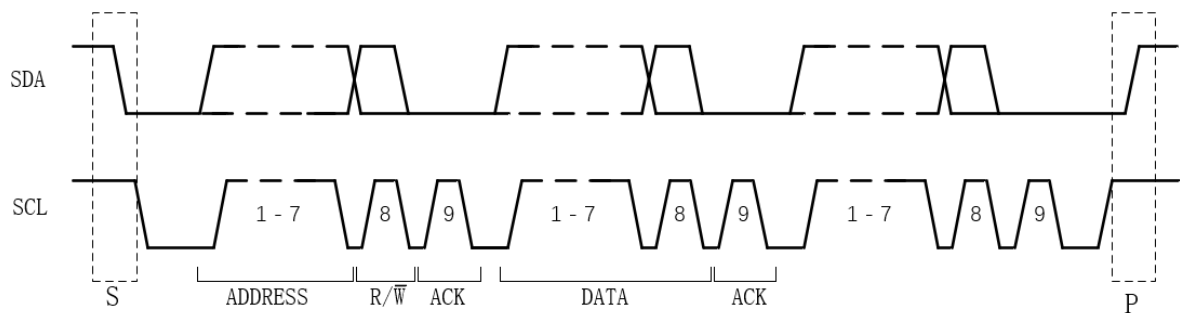 SDA
SCL
1-7 8 9 1-7 8 9 1-7 8 9
S ADDRESS R/W̅ ACK DATA ACK P